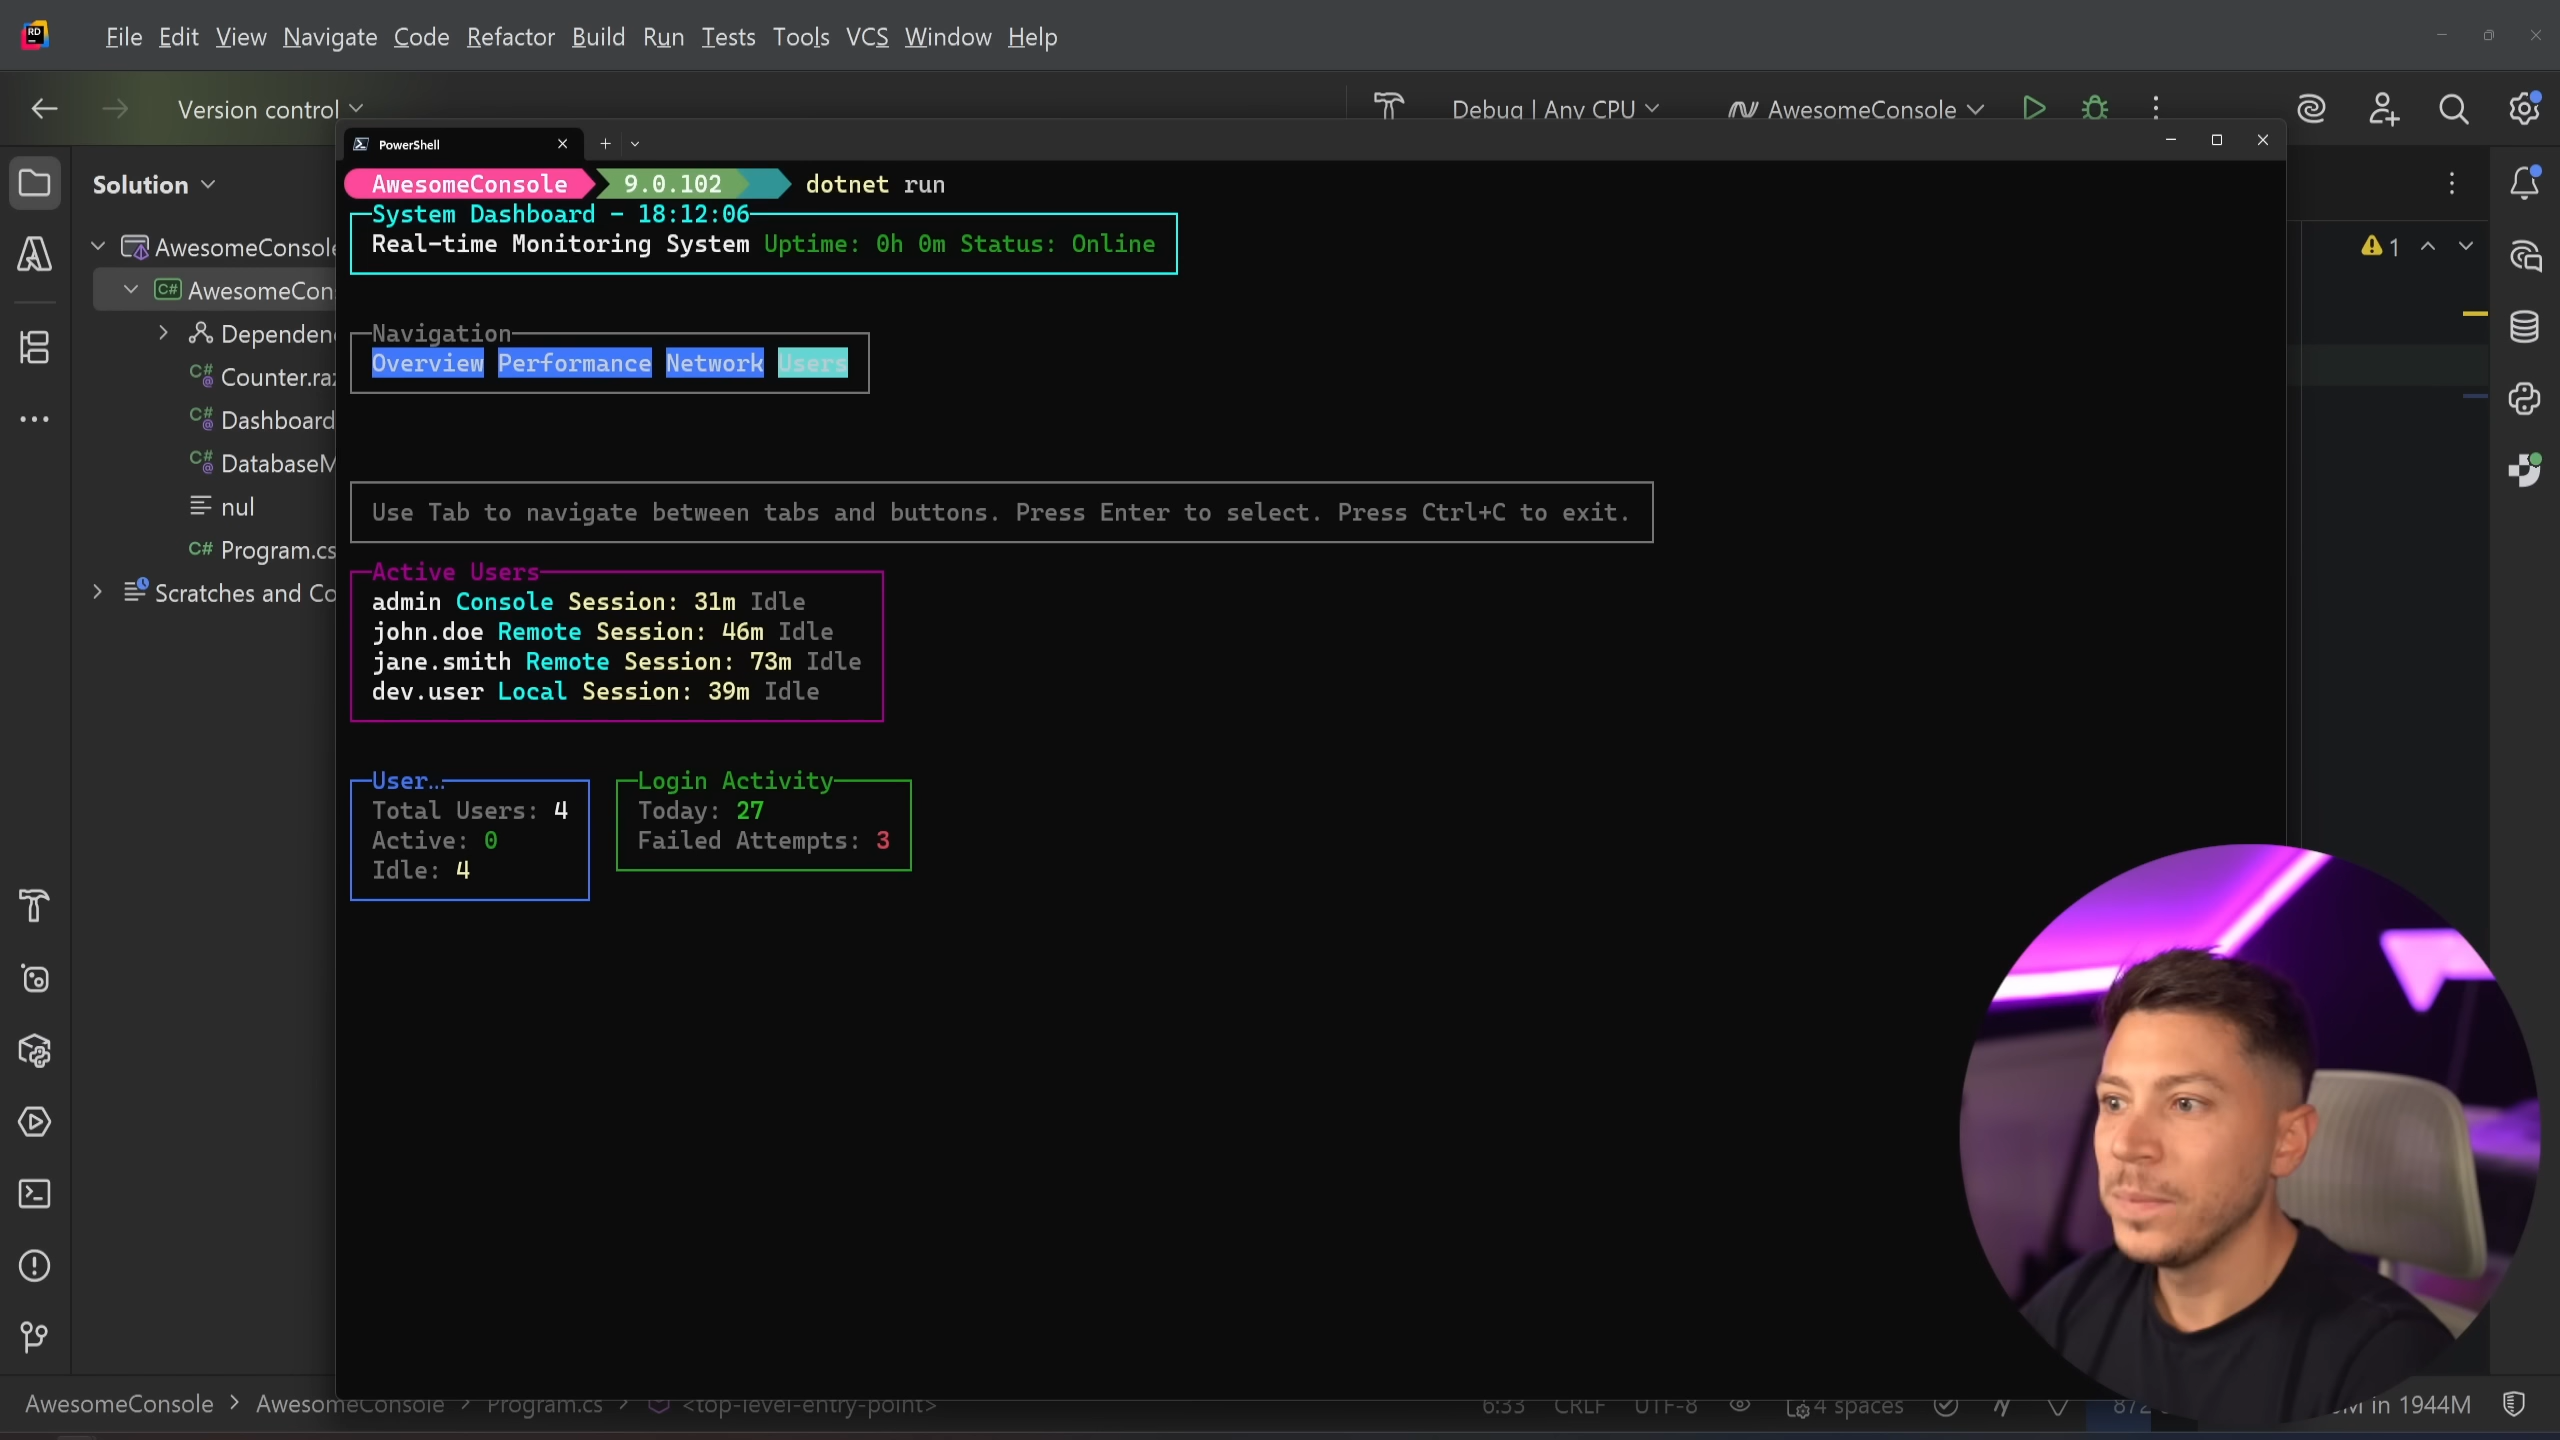 RD
File Edit View Navigate Code Refactor Build Run Tests Tools VCS Window Help
Version control
Debug | Any CPU
AwesomeConsole
PowerShell
Solution
AwesomeConsole 9.0.102 dotnet run
System Dashboard - 18:12:06
Real-time Monitoring System Uptime: 0h 0m Status: Online
1
AwesomeConsole
C# AwesomeCon
Dependen
C# Counter.raz
C# Dashboard
C# DatabaseM
nul
C# Program.cs
Scratches and Co
Navigation
Overview Performance Network Users
Use Tab to navigate between tabs and buttons. Press Enter to select. Press Ctrl+C to exit.
Active Users
admin Console Session: 31m Idle
john.doe Remote Session: 46m Idle
jane.smith Remote Session: 73m Idle
dev.user Local Session: 39m Idle
User…
Total Users: 4
Active: 0
Idle: 4
Login Activity
Today: 27
Failed Attempts: 3
AwesomeConsole > AwesomeConsole > Program.cs > <top-level-entry-point>
6:33 CRLF UTF-8 4 spaces
872
M in 1944M